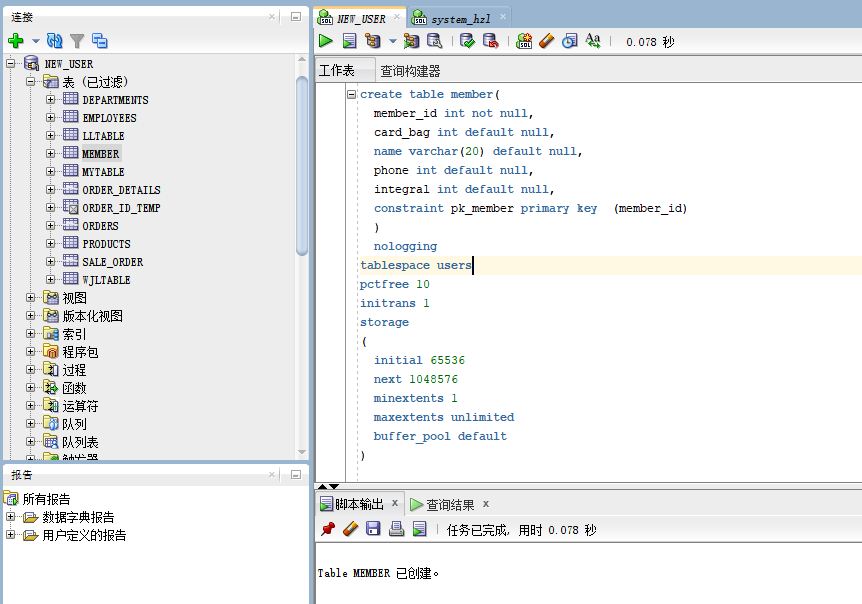 连接
NEW_USER
表 (已过滤)
DEPARTMENTS
EMPLOYEES
LLTABLE
MEMBER
MYTABLE
ORDER_DETAILS
ORDER_ID_TEMP
ORDERS
PRODUCTS
SALE_ORDER
WJLTABLE
视图
版本化视图
索引
程序包
过程
函数
运算符
队列
队列表
触发器
报告
所有报告
数据字典报告
用户定义的报告
NEW_USER
system_hzl
0.078 秒
工作表
查询构建器
create table member(
member_id int not null,
card_bag int default null,
name varchar(20) default null,
phone int default null,
integral int default null,
constraint pk_member primary key (member_id)
)
nologging
tablespace users
pctfree 10
initrans 1
storage
(
initial 65536
next 1048576
minextents 1
maxextents unlimited
buffer_pool default
)
脚本输出
查询结果
任务已完成, 用时 0.078 秒
Table MEMBER 已创建。